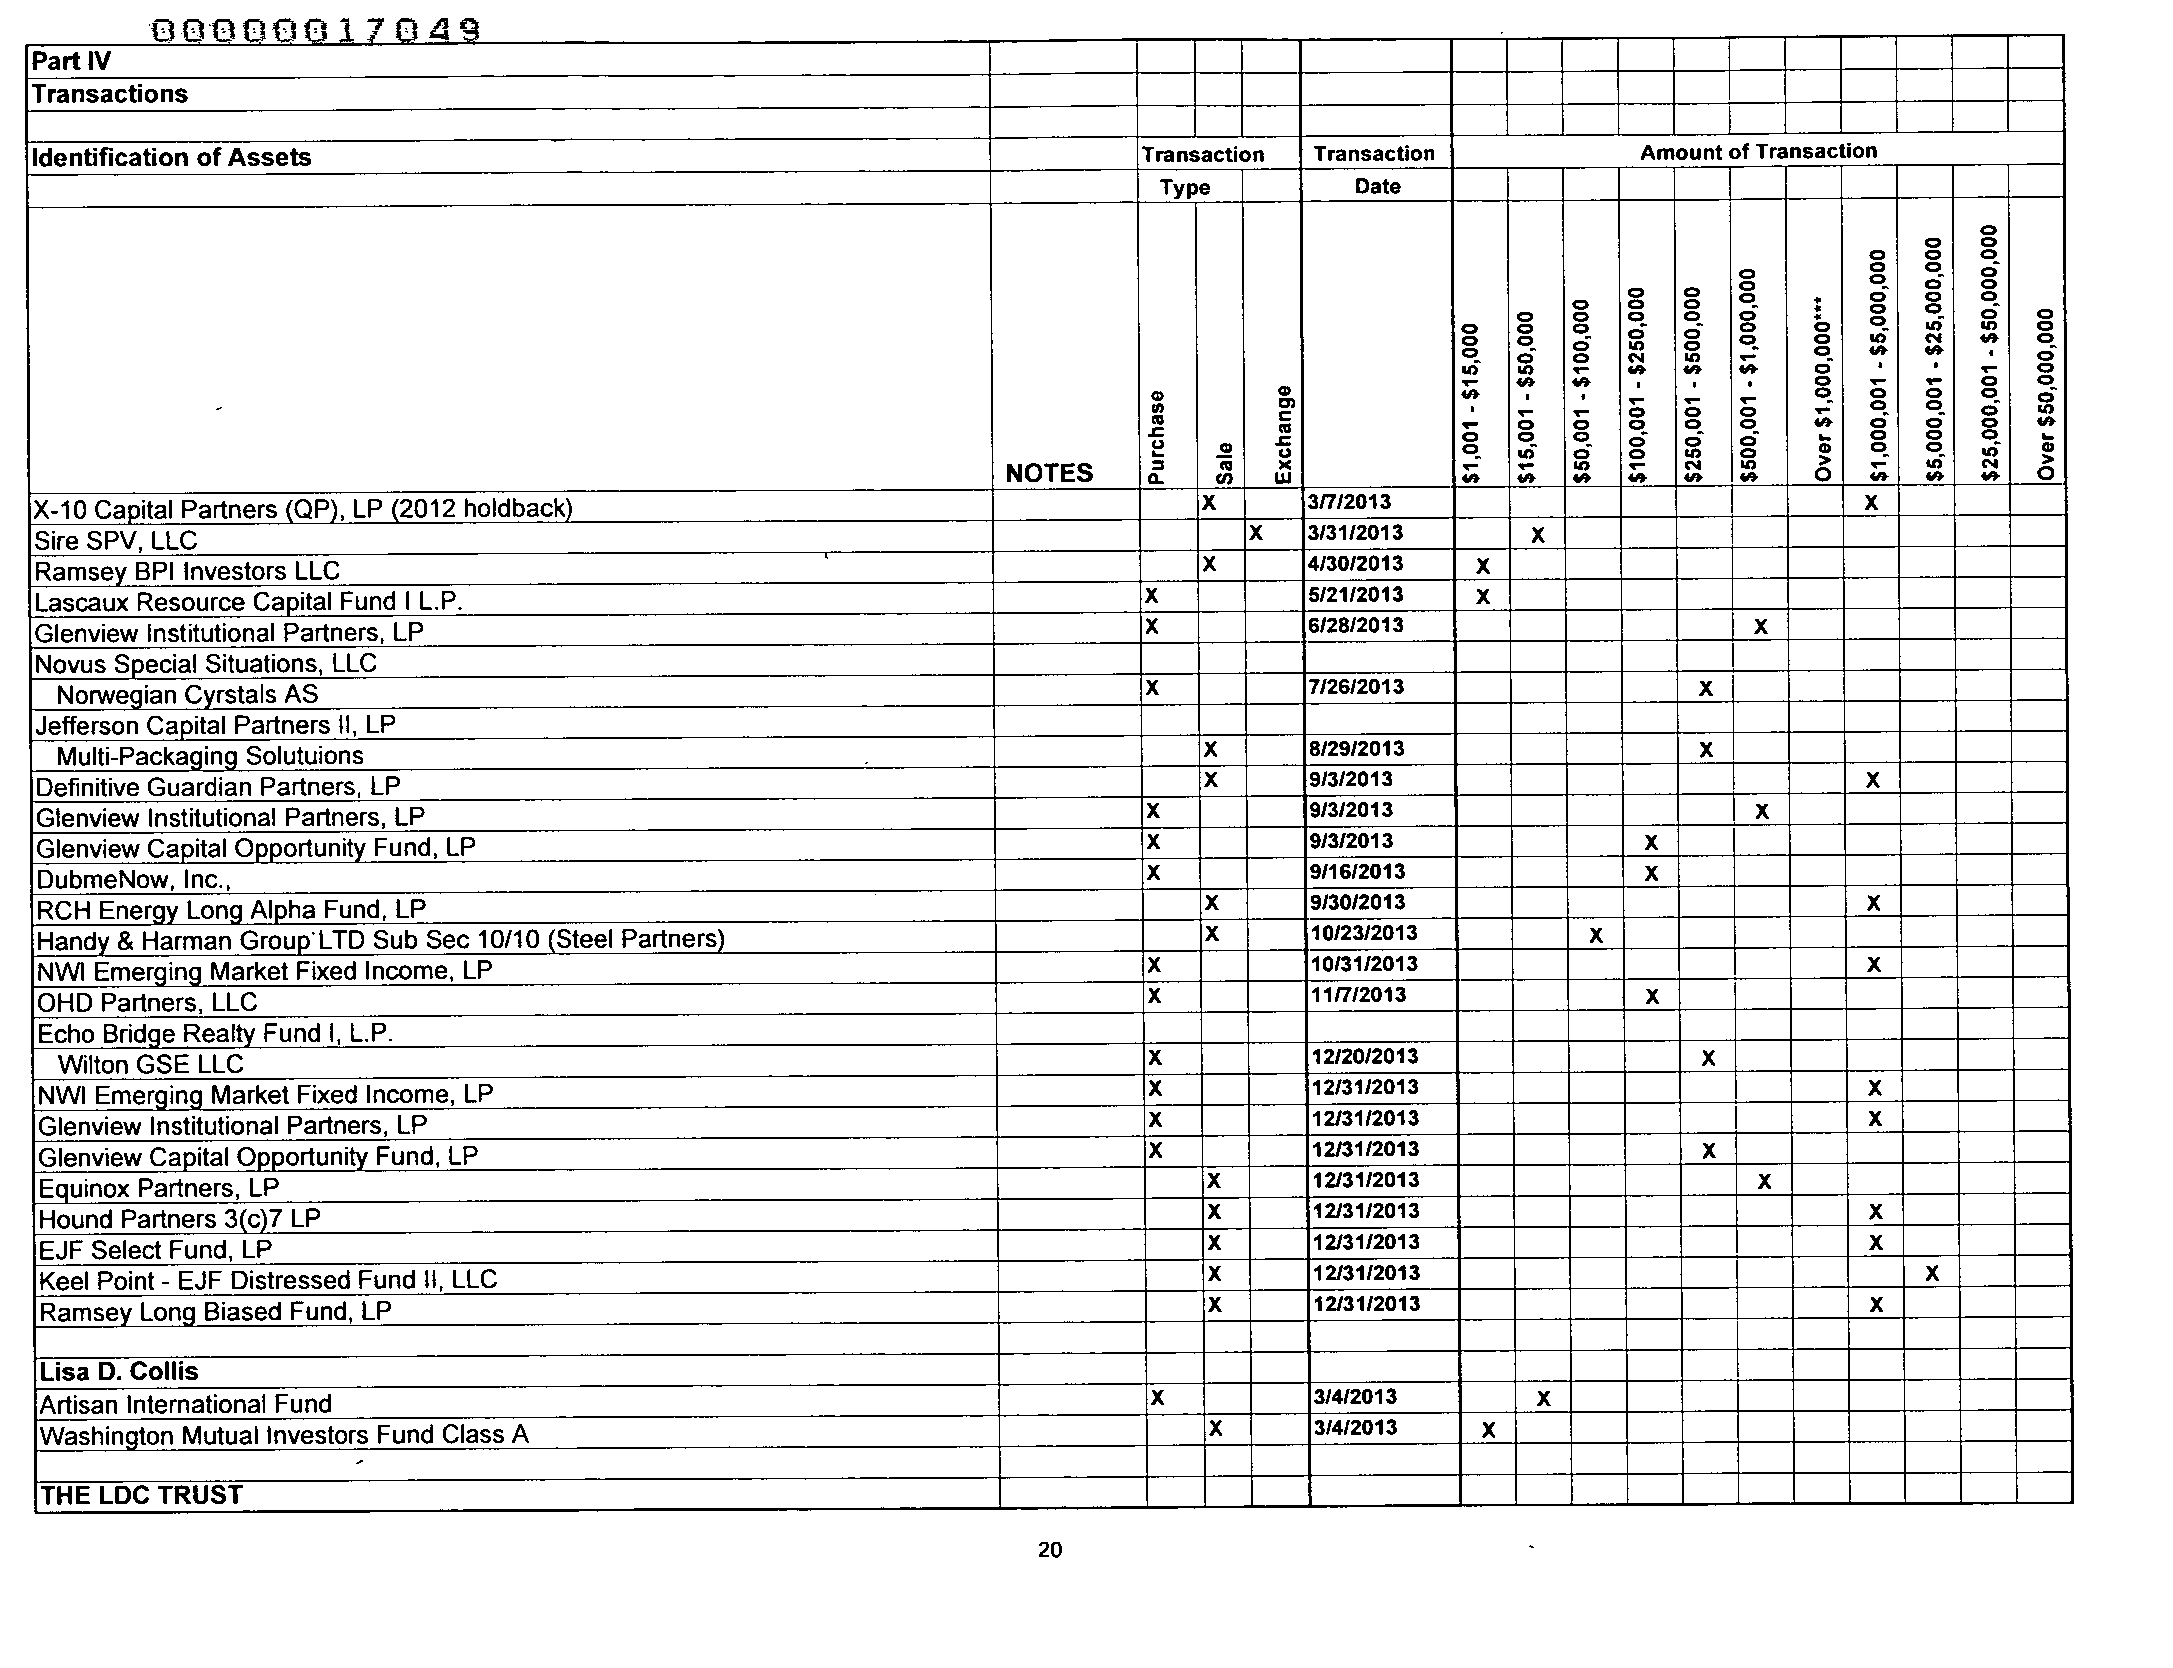 00000017049
Part IV
Transactions
Identification of Assets Transaction Transaction Amount of Transaction
Type Date
NOTES Purchase Sale Exchange $1,001 - $15,000 $15,001 - $50,000 $50,001 - $100,000 $100,001 - $250,000 $250,001 - $500,000 $500,001 - $1,000,000 Over $1,000,000*** $1,000,001 - $5,000,000 $5,000,001 - $25,000,000 $25,000,001 - $50,000,000 Over $50,000,000
X-10 Capital Partners (QP), LP (2012 holdback) X 3/7/2013 X
Sire SPV, LLC X 3/31/2013 X
Ramsey BPI Investors LLC X 4/30/2013 X
Lascaux Resource Capital Fund I L.P. X 5/21/2013 X
Glenview Institutional Partners, LP X 6/28/2013 X
Novus Special Situations, LLC
Norwegian Cyrstals AS X 7/26/2013 X
Jefferson Capital Partners II, LP
Multi-Packaging Solutuions X 8/29/2013 X
Definitive Guardian Partners, LP X 9/3/2013 X
Glenview Institutional Partners, LP X 9/3/2013 X
Glenview Capital Opportunity Fund, LP X 9/3/2013 X
DubmeNow, Inc., X 9/16/2013 X
RCH Energy Long Alpha Fund, LP X 9/30/2013 X
Handy & Harman Group LTD Sub Sec 10/10 (Steel Partners) X 10/23/2013 X
NWI Emerging Market Fixed Income, LP X 10/31/2013 X
OHD Partners, LLC X 11/7/2013 X
Echo Bridge Realty Fund I, L.P.
Wilton GSE LLC X 12/20/2013 X
NWI Emerging Market Fixed Income, LP X 12/31/2013 X
Glenview Institutional Partners, LP X 12/31/2013 X
Glenview Capital Opportunity Fund, LP X 12/31/2013 X
Equinox Partners, LP X 12/31/2013 X
Hound Partners 3(c)7 LP X 12/31/2013 X
EJF Select Fund, LP X 12/31/2013 X
Keel Point - EJF Distressed Fund II, LLC X 12/31/2013 X
Ramsey Long Biased Fund, LP X 12/31/2013 X
Lisa D. Collis
Artisan International Fund X 3/4/2013 X
Washington Mutual Investors Fund Class A X 3/4/2013 X
THE LDC TRUST
20